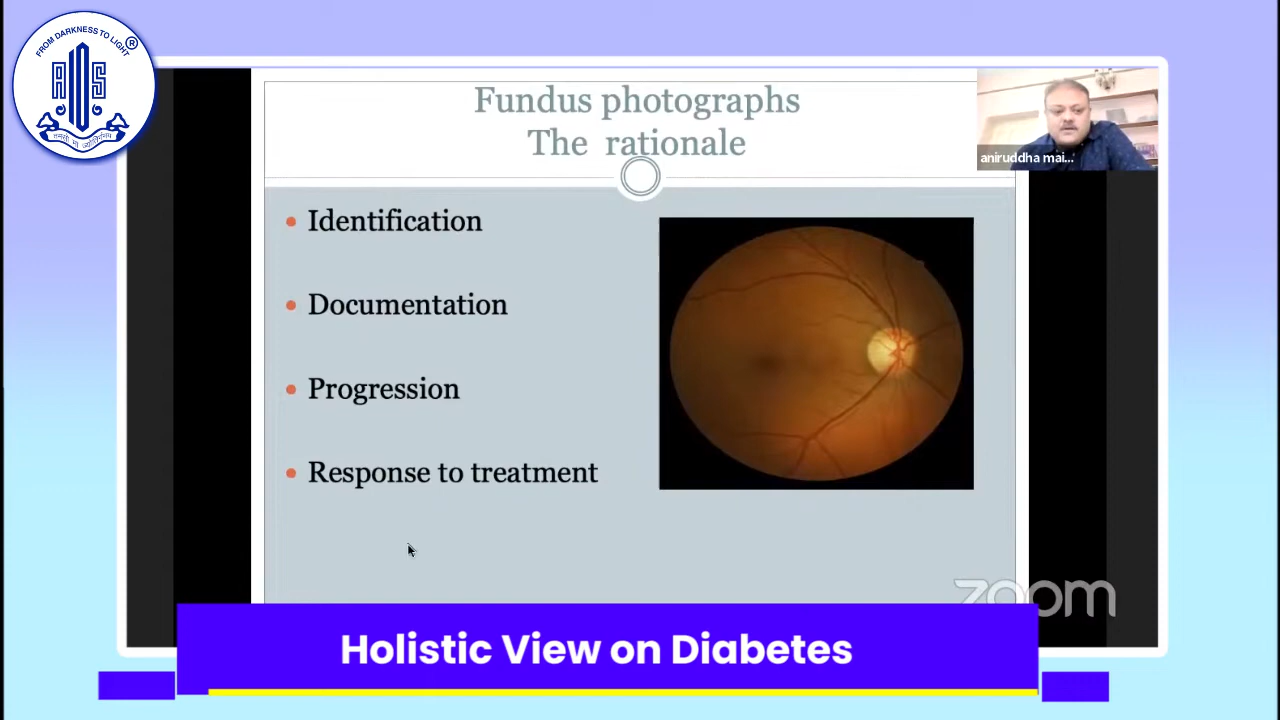 FROM DARKNESS TO LIGHT
®
AIIS
Fundus photographs
The rationale
aniruddha mai...
Identification
Documentation
Progression
Response to treatment
zoom
Holistic View on Diabetes